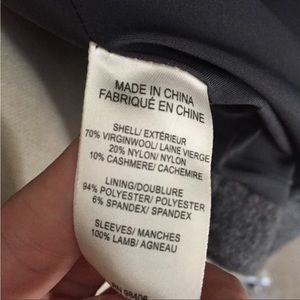 MADE IN CHINA
FABRIQUÉ EN CHINE
SHELL/ EXTÉRIEUR
70% VIRGINWOOL/ LAINE VIERGE
20% NYLON/ NYLON
10% CASHMERE/ CACHEMIRE
LINING/DOUBLURE
94% POLYESTER/ POLYESTER
6% SPANDEX/ SPANDEX
SLEEVES/ MANCHES
100% LAMB/ AGNEAU